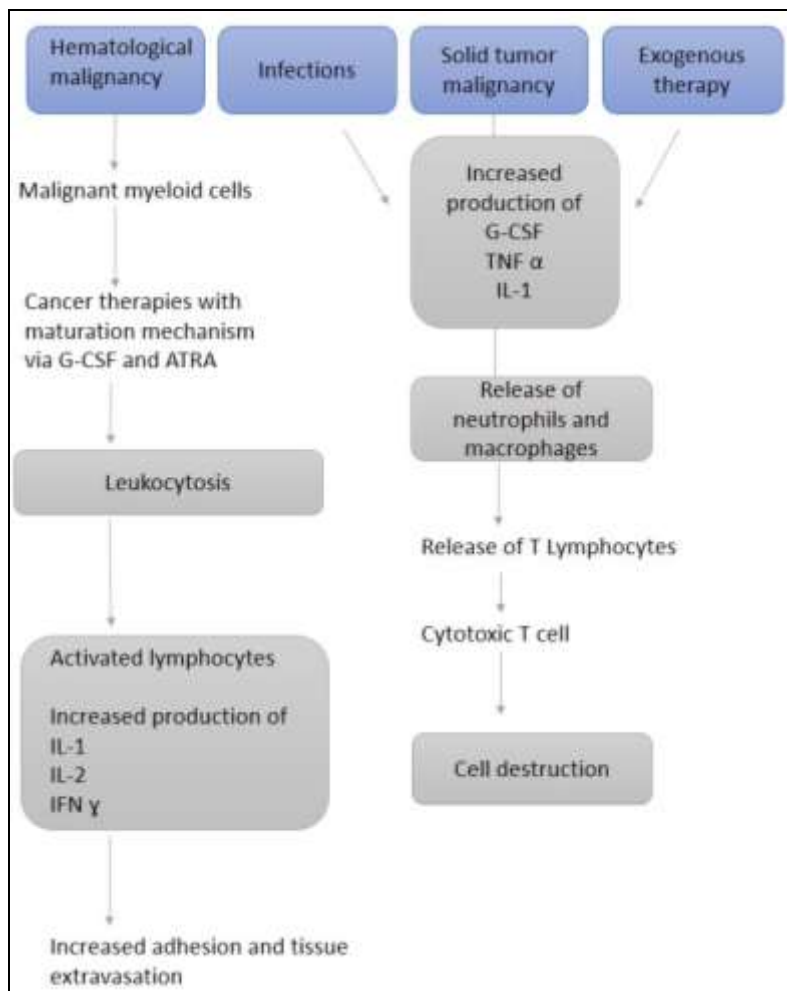 Hematological
malignancy
Infections
Solid tumor
malignancy
Exogenous
therapy
Malignant myeloid cells
Cancer therapies with
maturation mechanism
via G-CSF and ATRA
Leukocytosis
Activated lymphocytes
Increased production of
IL-1
IL-2
IFN ɣ
Increased adhesion and tissue
extravasation
Increased
production of
G-CSF
TNF α
IL-1
Release of
neutrophils and
macrophages
Release of T Lymphocytes
Cytotoxic T cell
Cell destruction